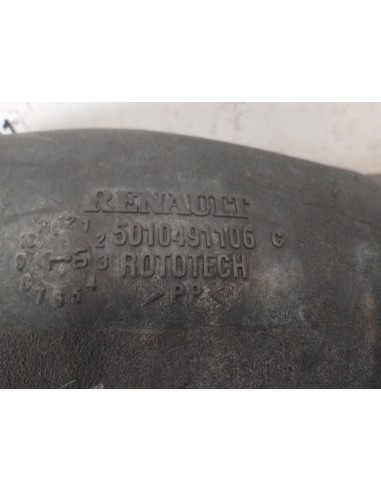 RENAULT
5010491106 C
ROTOTECH
>PP<